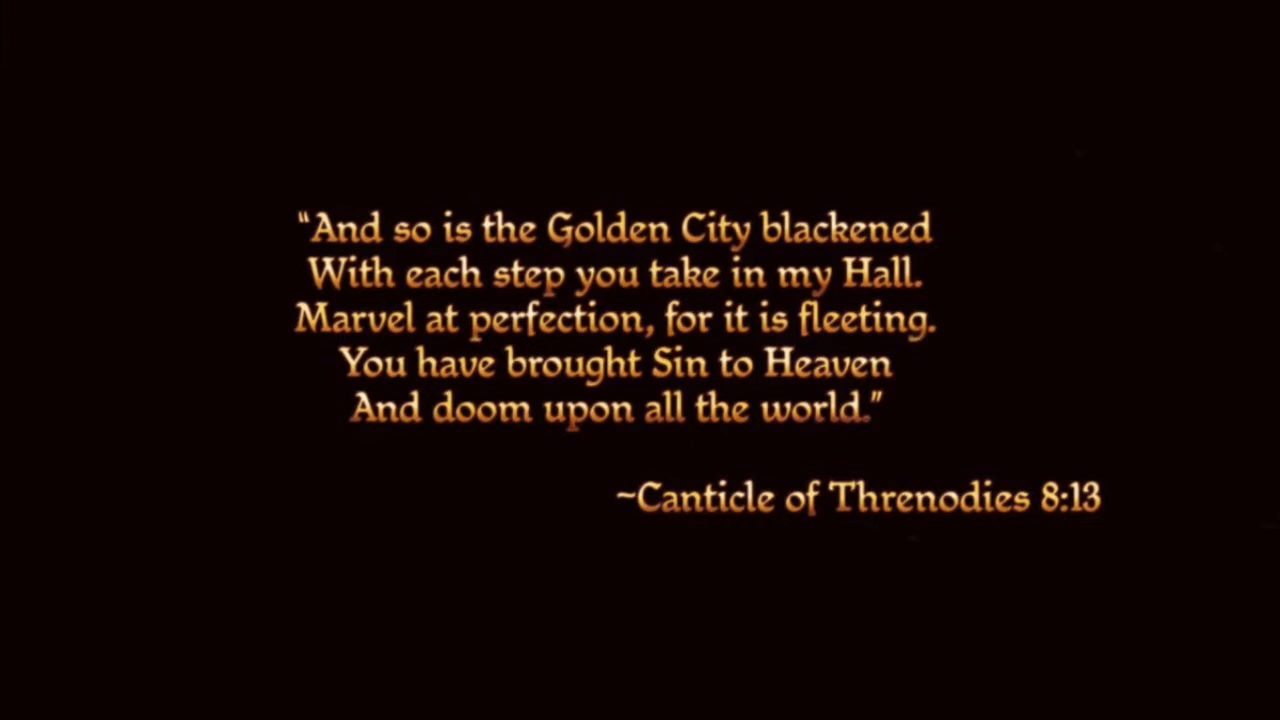 “And so is the Golden City blackened
With each step you take in my Hall.
Marvel at perfection, for it is fleeting.
You have brought Sin to Heaven
And doom upon all the world.”
~Canticle of Threnodies 8:13